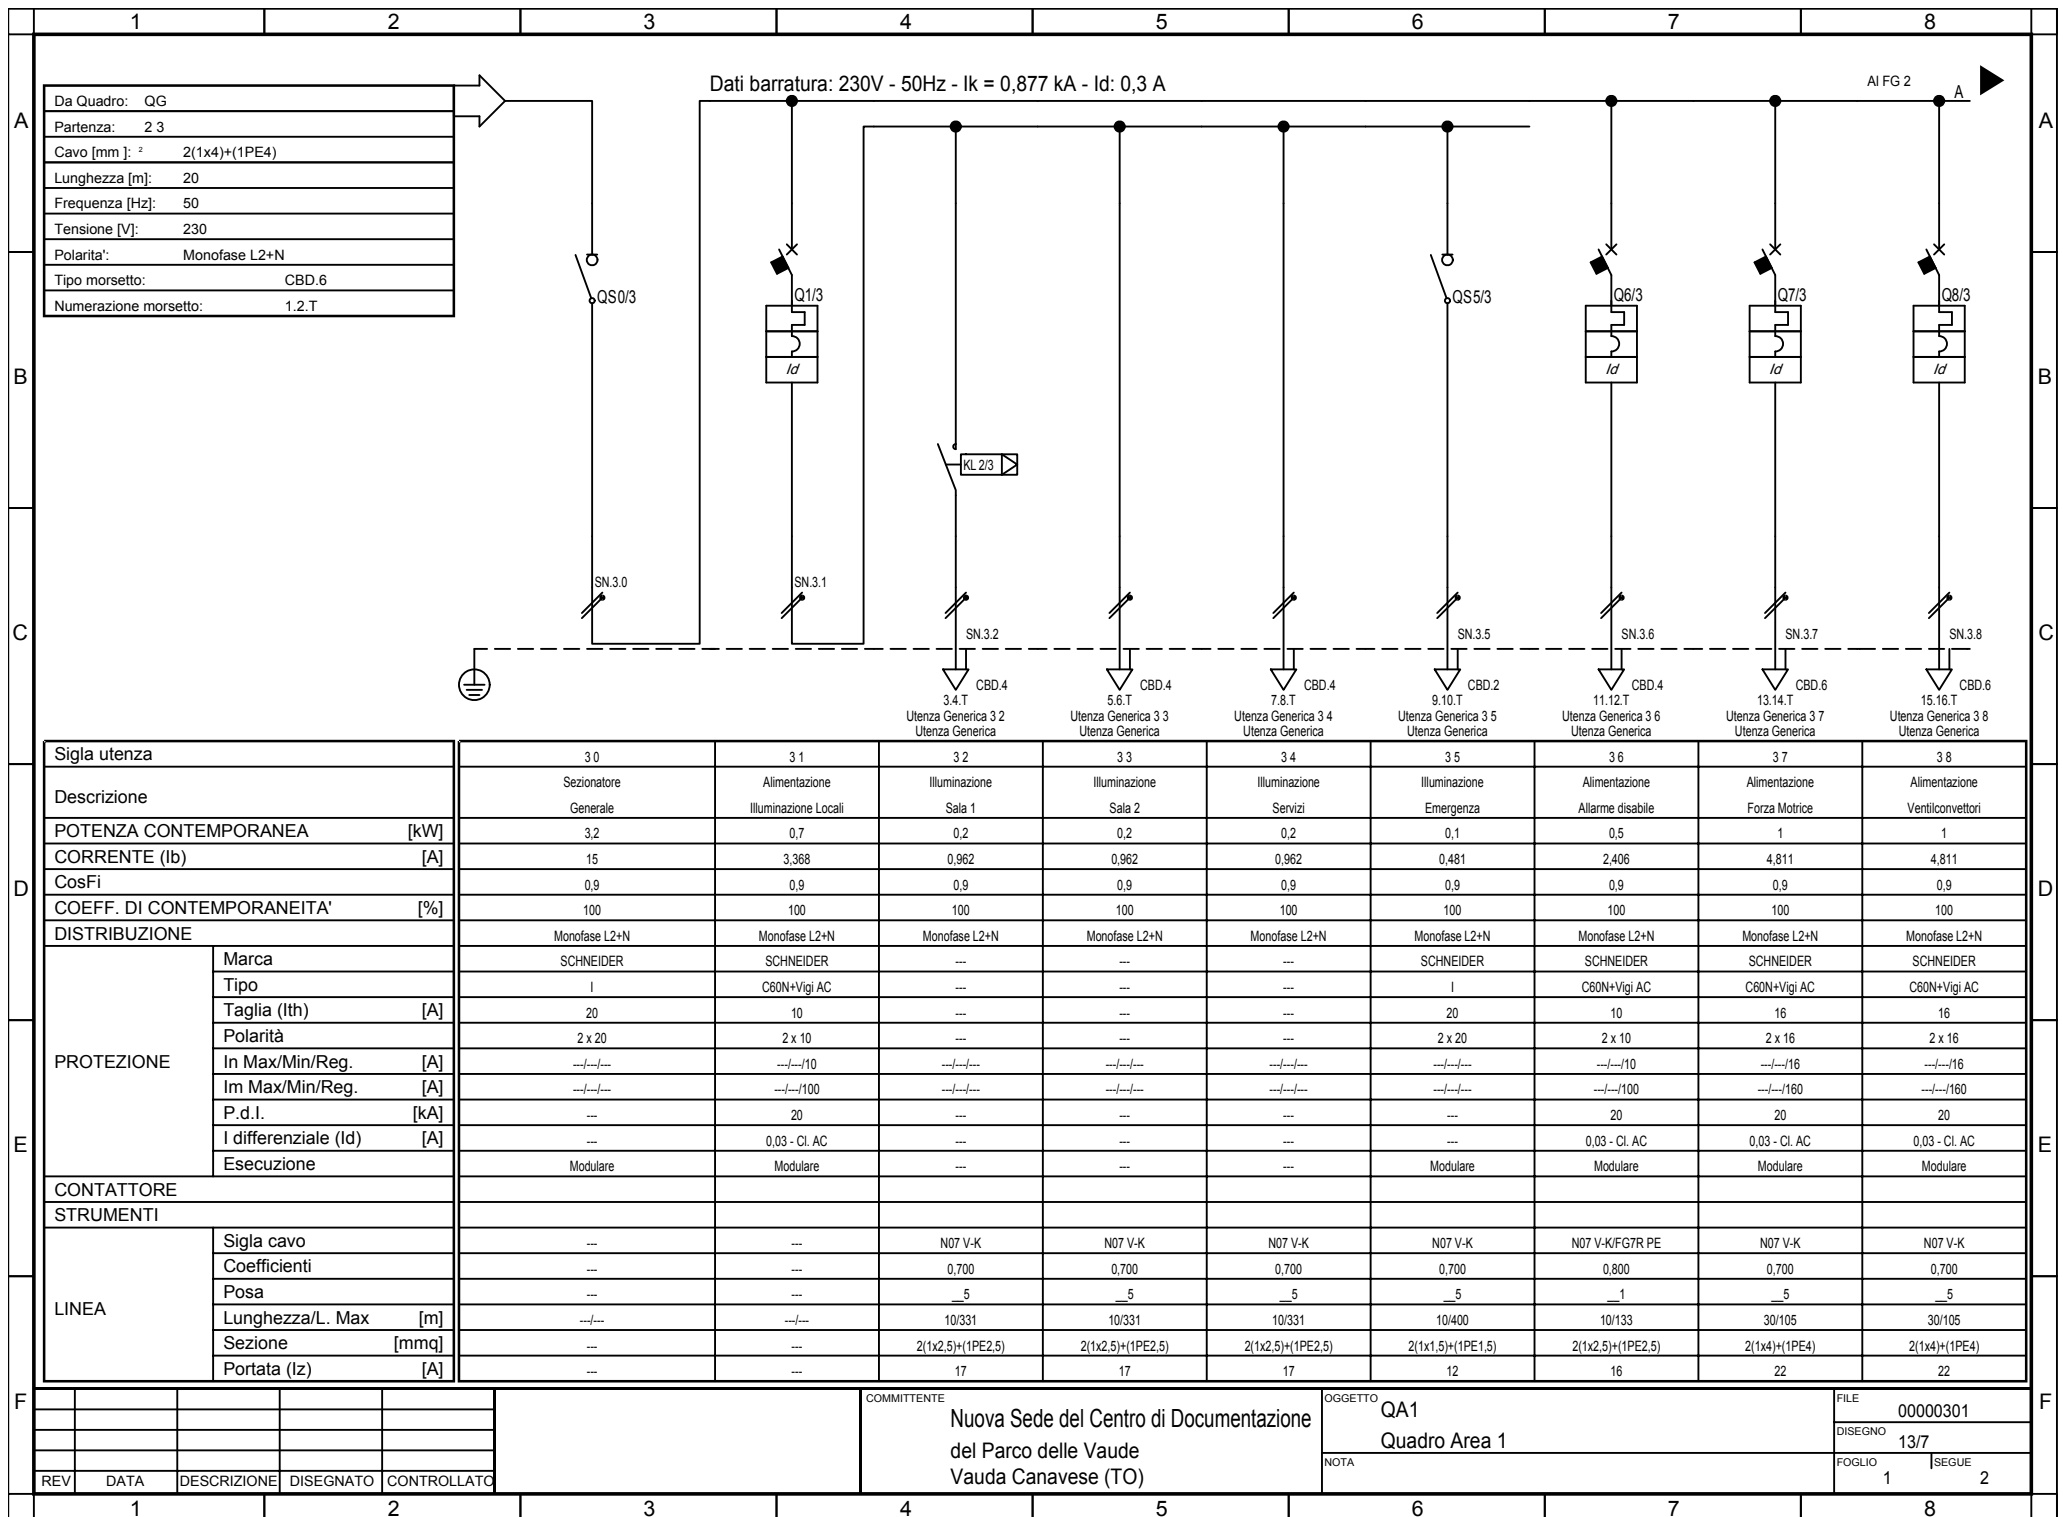 1 2 3 4 5 6 7 8
Dati barratura: 230V - 50Hz - Ik = 0,877 kA - Id: 0,3 A
Al FG 2
A
A A
Da Quadro: QG
Partenza: 2 3
Cavo [mm ]: ² 2(1x4)+(1PE4)
Lunghezza [m]: 20
Frequenza [Hz]: 50
Tensione [V]: 230
Polarita': Monofase L2+N
Tipo morsetto: CBD.6
Numerazione morsetto: 1.2.T
QS0/3 Q1/3 QS5/3 Q6/3 Q7/3 Q8/3
Id Id Id Id
B B
KL 2/3
SN.3.0 SN.3.1
C C
SN.3.2 SN.3.5 SN.3.6 SN.3.7 SN.3.8
CBD.4 CBD.4 CBD.4 CBD.2 CBD.4 CBD.6 CBD.6
3.4.T 5.6.T 7.8.T 9.10.T 11.12.T 13.14.T 15.16.T
Utenza Generica 3 2 Utenza Generica 3 3 Utenza Generica 3 4 Utenza Generica 3 5 Utenza Generica 3 6 Utenza Generica 3 7 Utenza Generica 3 8
Utenza Generica Utenza Generica Utenza Generica Utenza Generica Utenza Generica Utenza Generica Utenza Generica
Sigla utenza 3 0 3 1 3 2 3 3 3 4 3 5 3 6 3 7 3 8
Descrizione
Sezionatore Alimentazione Illuminazione Illuminazione Illuminazione Illuminazione Alimentazione Alimentazione Alimentazione
Generale Illuminazione Locali Sala 1 Sala 2 Servizi Emergenza Allarme disabile Forza Motrice Ventilconvettori
POTENZA CONTEMPORANEA [kW] 3,2 0,7 0,2 0,2 0,2 0,1 0,5 1 1
CORRENTE (Ib) [A] 15 3,368 0,962 0,962 0,962 0,481 2,406 4,811 4,811
D D
CosFi 0,9 0,9 0,9 0,9 0,9 0,9 0,9 0,9 0,9
COEFF. DI CONTEMPORANEITA' [%] 100 100 100 100 100 100 100 100 100
DISTRIBUZIONE Monofase L2+N Monofase L2+N Monofase L2+N Monofase L2+N Monofase L2+N Monofase L2+N Monofase L2+N Monofase L2+N Monofase L2+N
PROTEZIONE
Marca SCHNEIDER SCHNEIDER --- --- --- SCHNEIDER SCHNEIDER SCHNEIDER SCHNEIDER
Tipo I C60N+Vigi AC --- --- --- I C60N+Vigi AC C60N+Vigi AC C60N+Vigi AC
Taglia (Ith) [A] 20 10 --- --- --- 20 10 16 16
Polarità 2 x 20 2 x 10 --- --- --- 2 x 20 2 x 10 2 x 16 2 x 16
In Max/Min/Reg. [A] ---/---/--- ---/---/10 ---/---/--- ---/---/--- ---/---/--- ---/---/--- ---/---/10 ---/---/16 ---/---/16
Im Max/Min/Reg. [A] ---/---/--- ---/---/100 ---/---/--- ---/---/--- ---/---/--- ---/---/--- ---/---/100 ---/---/160 ---/---/160
P.d.I. [kA] --- 20 --- --- --- --- 20 20 20
E E
I differenziale (Id) [A] --- 0,03 - Cl. AC --- --- --- --- 0,03 - Cl. AC 0,03 - Cl. AC 0,03 - Cl. AC
Esecuzione Modulare Modulare --- --- --- Modulare Modulare Modulare Modulare
CONTATTORE
STRUMENTI
LINEA
Sigla cavo --- --- N07 V-K N07 V-K N07 V-K N07 V-K N07 V-K/FG7R PE N07 V-K N07 V-K
Coefficienti --- --- 0,700 0,700 0,700 0,700 0,800 0,700 0,700
Posa --- --- __5 __5 __5 __5 __1 __5 __5
Lunghezza/L. Max [m] ---/--- ---/--- 10/331 10/331 10/331 10/400 10/133 30/105 30/105
Sezione [mmq] --- --- 2(1x2,5)+(1PE2,5) 2(1x2,5)+(1PE2,5) 2(1x2,5)+(1PE2,5) 2(1x1,5)+(1PE1,5) 2(1x2,5)+(1PE2,5) 2(1x4)+(1PE4) 2(1x4)+(1PE4)
Portata (Iz) [A] --- --- 17 17 17 12 16 22 22
F F
REV DATA DESCRIZIONE DISEGNATO CONTROLLATO
COMMITTENTE
Nuova Sede del Centro di Documentazione
del Parco delle Vaude
Vauda Canavese (TO)
OGGETTO QA1
Quadro Area 1
NOTA
FILE 00000301
DISEGNO 13/7
FOGLIO 1 SEGUE 2
1 2 3 4 5 6 7 8